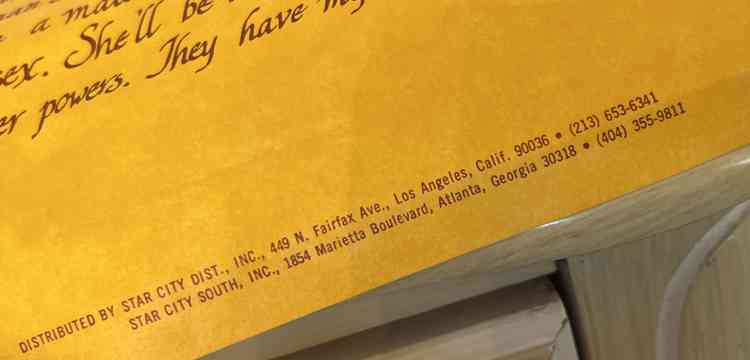 a
sex. She'll be
er powers. They have my
DISTRIBUTED BY STAR CITY DIST., INC., 449 N. Fairfax Ave., Los Angeles, Calif. 90036 • (213) 653-6341
STAR CITY SOUTH, INC., 1854 Marietta Boulevard, Atlanta, Georgia 30318 • (404) 355-9811